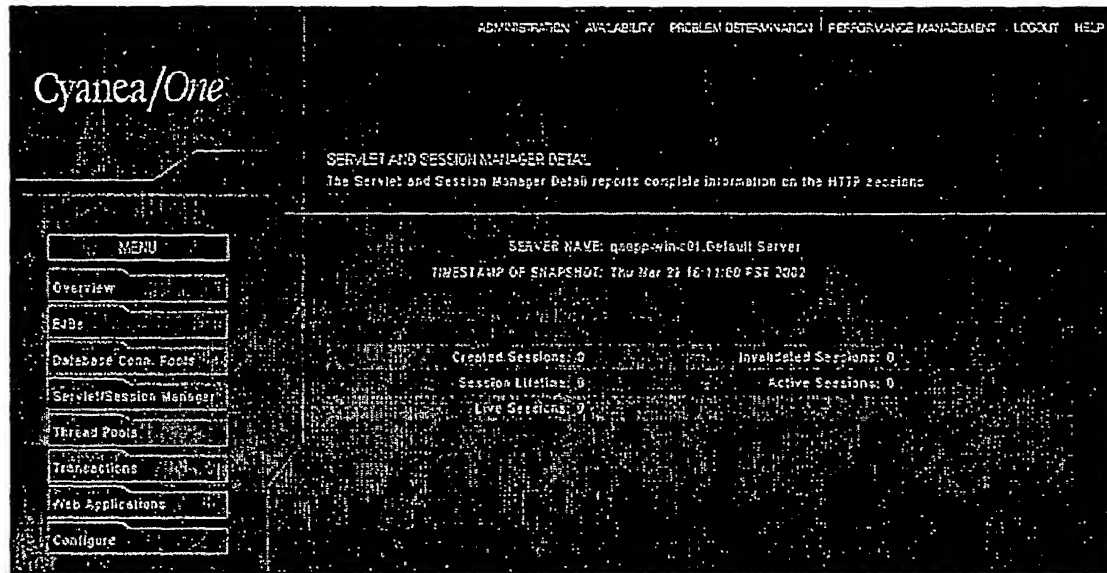 ADMINISTRATION AVAILABILITY PROBLEM DETERMINATION PERFORMANCE MANAGEMENT LOGOUT HELP
Cyanea/One
SERVLET AND SESSION MANAGER DETAIL
The Servlet and Session Manager Detail reports complete information on the HTTP sessions
MENU
Overview
EJBs
Database Conn. Pools
Servlet/Session Manager
Thread Pools
Transactions
Web Applications
Configure
SERVER NAME: Default Server
TIMESTAMP OF SNAPSHOT: Thu Mar PST 2002
Created Sessions: 0
Invalidated Sessions: 0
Session Lifetime: 0
Active Sessions: 0
Live Sessions: 0